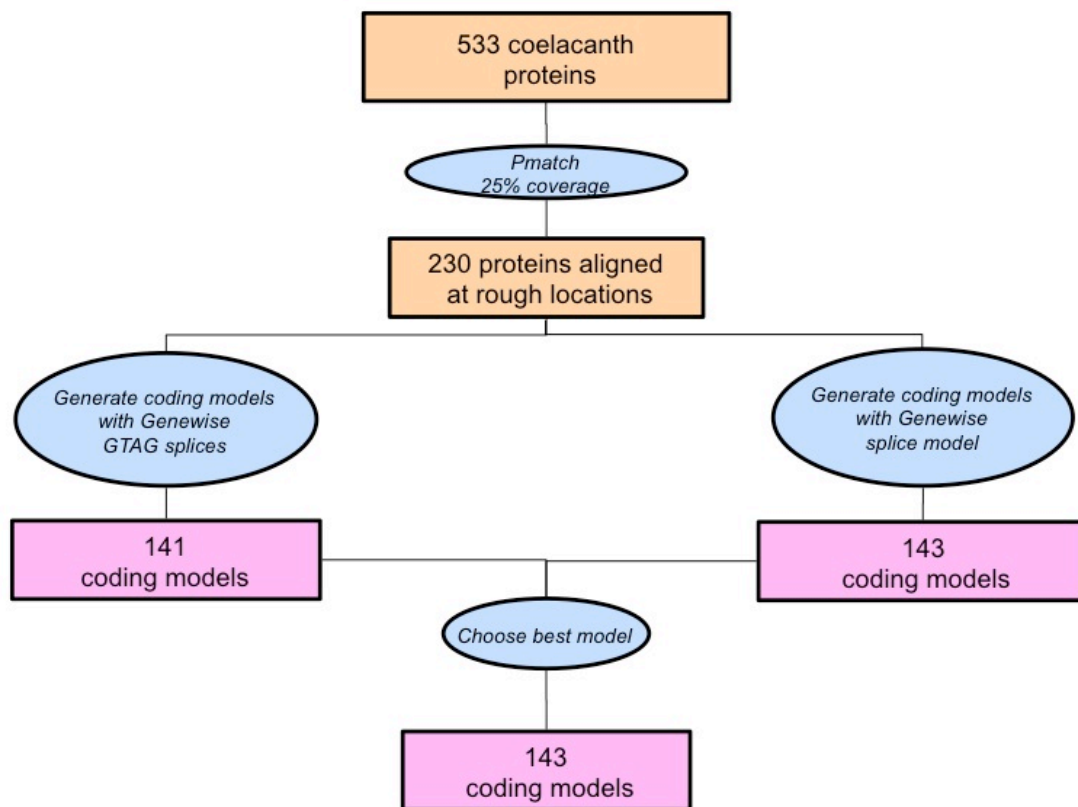 533 coelacanth
proteins
Pmatch
25% coverage
230 proteins aligned
at rough locations
Generate coding models
with Genewise
GTAG splices
Generate coding models
with Genewise
splice model
141
coding models
143
coding models
Choose best model
143
coding models